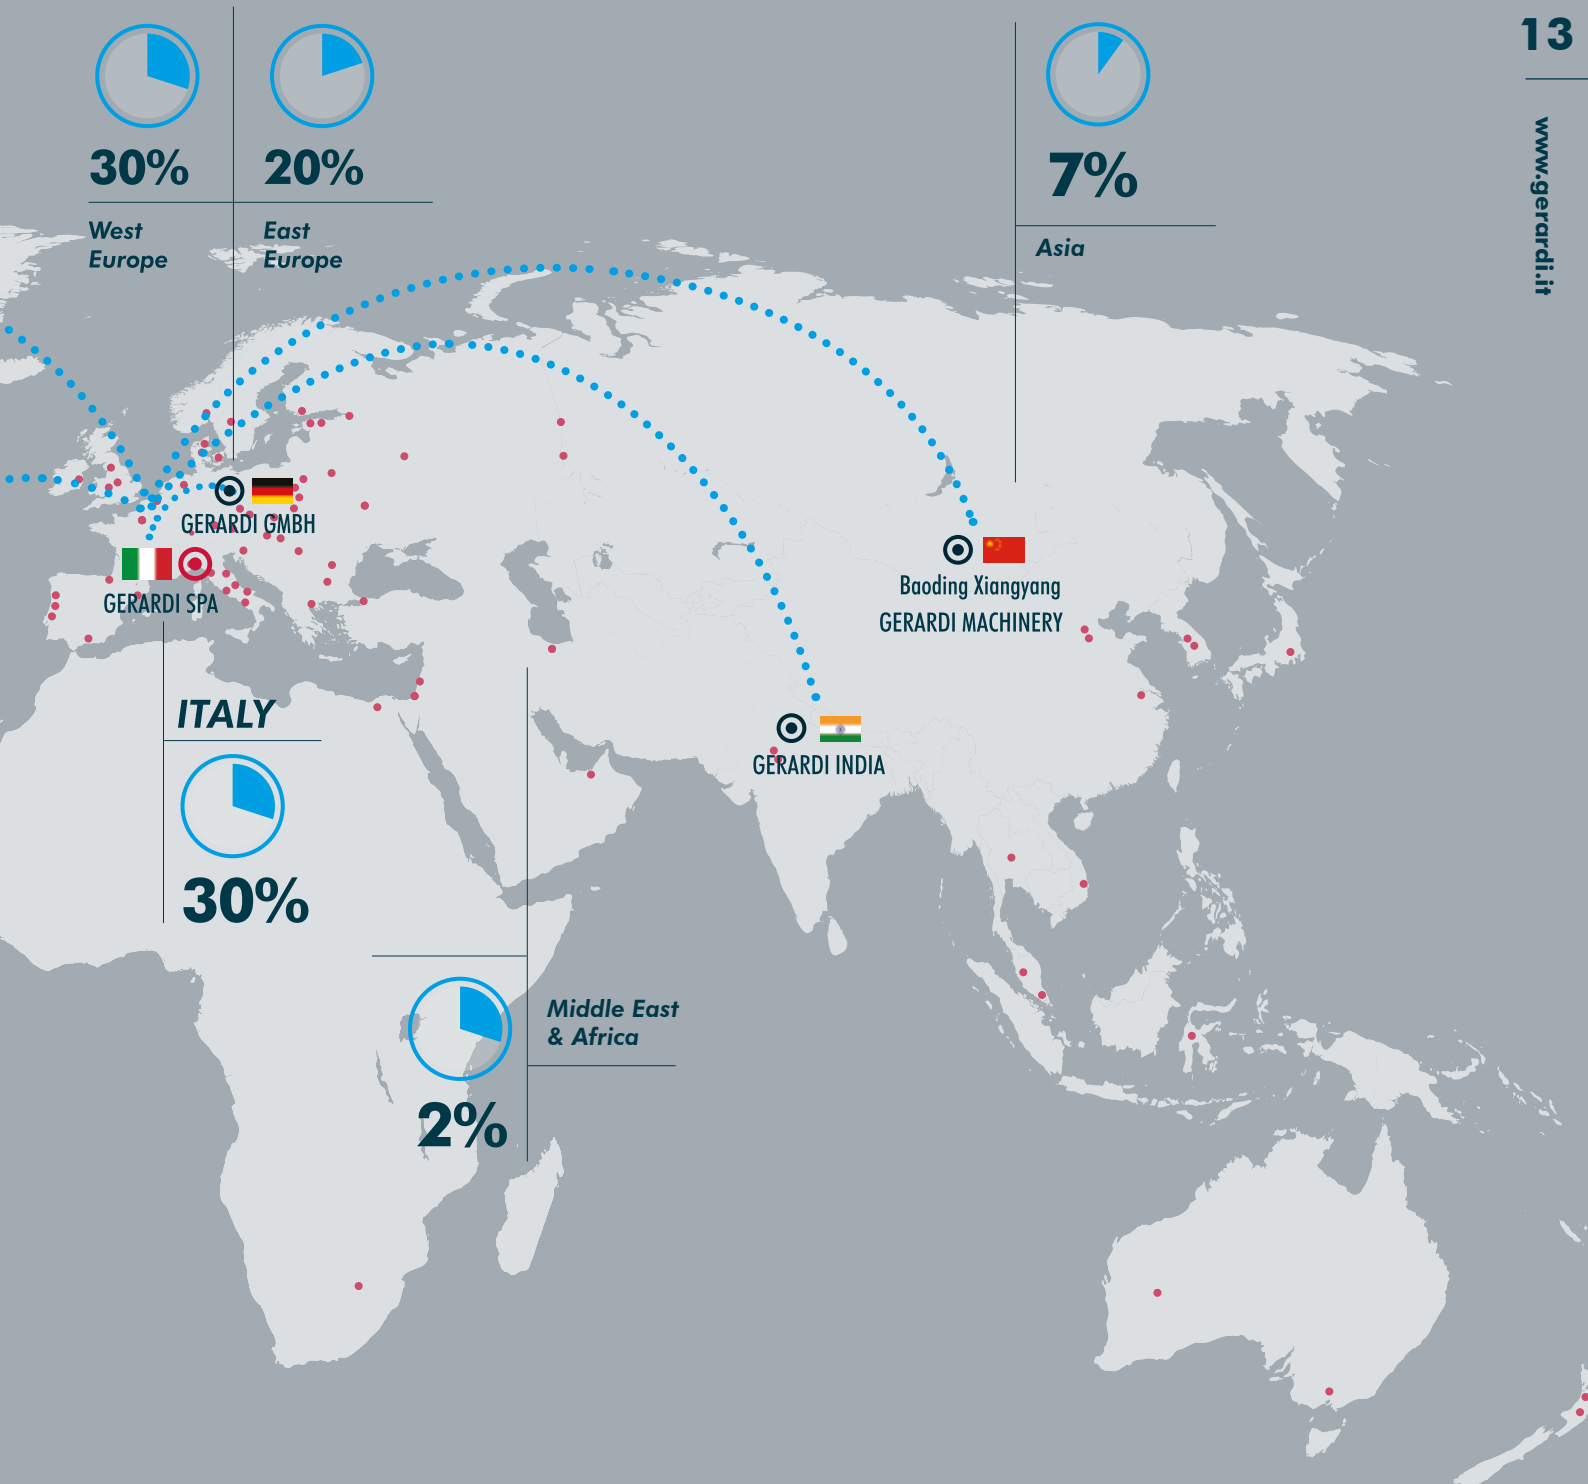 30%
West
Europe
20%
East
Europe
7%
Asia
13
www.gerardi.it
GERARDI GMBH
GERARDI SPA
Baoding Xiangyang
GERARDI MACHINERY
ITALY
30%
GERARDI INDIA
Middle East
& Africa
2%